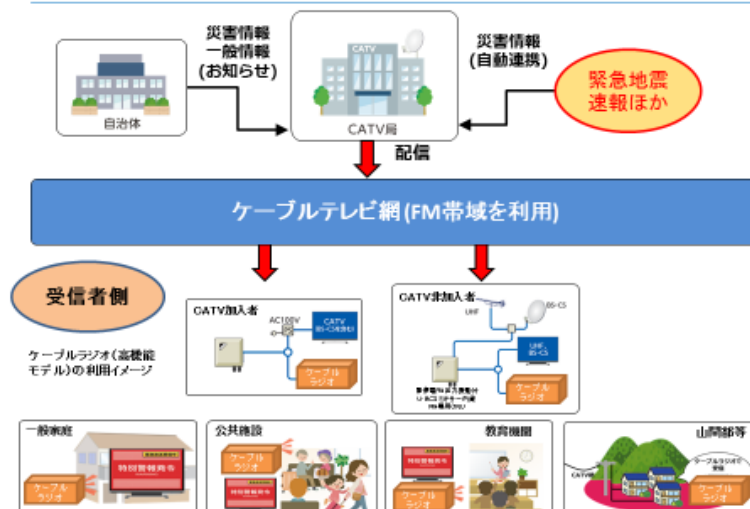 災害情報
一般情報
(お知らせ)
自治体
CATV
CATV局
災害情報
(自動連携)
緊急地震
速報ほか
配信
ケーブルテレビ網(FM帯域を利用)
受信者側
ケーブルラジオ(高機能
モデル)の利用イメージ
CATV加入者
AC100V
CATV
ケーブル
ラジオ
CATV非加入者
UHF
BS・CS
UHF,
BS・CS
ケーブル
ラジオ
一般家庭
特別警報発令
ケーブル
ラジオ
公共施設
ケーブル
ラジオ
特別警報発令
教育機関
特別警報発令
ケーブル
ラジオ
山間部等
CATV網
ケーブルラジオで
受信
ケーブル
ラジオ